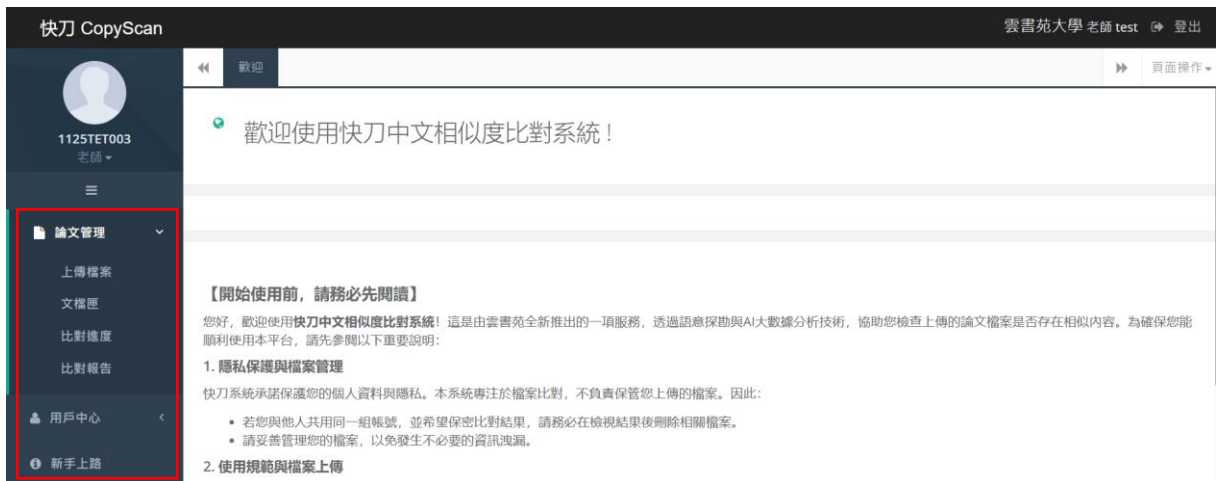 快刀 CopyScan
雲書苑大學 老師 test 登出
歡迎
頁面操作
1125TET003
老師
歡迎使用快刀中文相似度比對系統！
論文管理
上傳檔案
文檔匣
比對進度
比對報告
用戶中心
新手上路
【開始使用前，請務必先閱讀】
您好，歡迎使用快刀中文相似度比對系統！這是由雲書苑全新推出的一項服務，透過語意探勘與AI大數據分析技術，協助您檢查上傳的論文檔案是否存在相似內容。為確保您能
順利使用本平台，請先參閱以下重要說明：
1. 隱私保護與檔案管理
快刀系統承諾保護您的個人資料與隱私。本系統專注於檔案比對，不負責保管您上傳的檔案。因此：
• 若您與他人共用同一組帳號，並希望保密比對結果，請務必在檢視結果後刪除相關檔案。
• 請妥善管理您的檔案，以免發生不必要的資訊洩漏。
2. 使用規範與檔案上傳